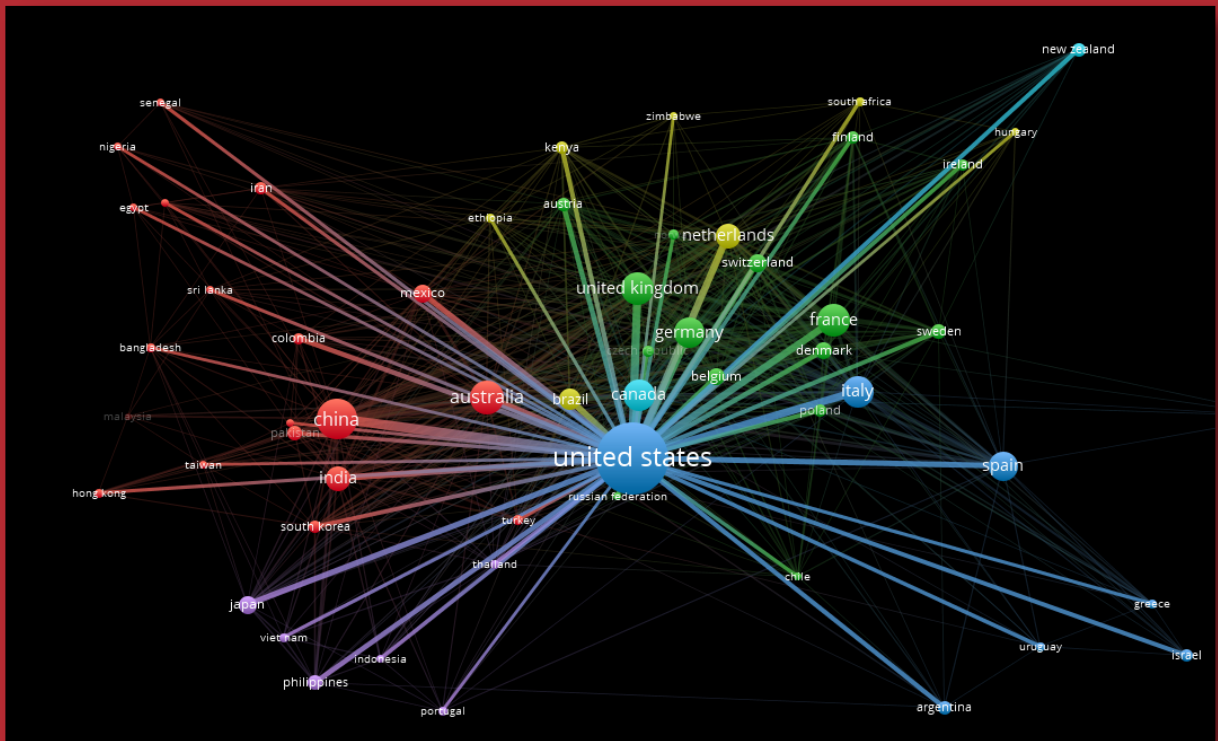 new zealand
senegal
south africa
zimbabwe
hungary
finland
nigeria
kenya
ireland
iran
austria
egypt
ethiopia
netherlands
switzerland
united kingdom
sri lanka
mexico
france
germany
sweden
colombia
bangladesh
czech republic
denmark
belgium
italy
canada
australia
brazil
poland
malaysia
china
pakistan
united states
taiwan
spain
india
hong kong
russian federation
turkey
south korea
thailand
chile
japan
greece
viet nam
uruguay
indonesia
israel
philippines
argentina
portugal